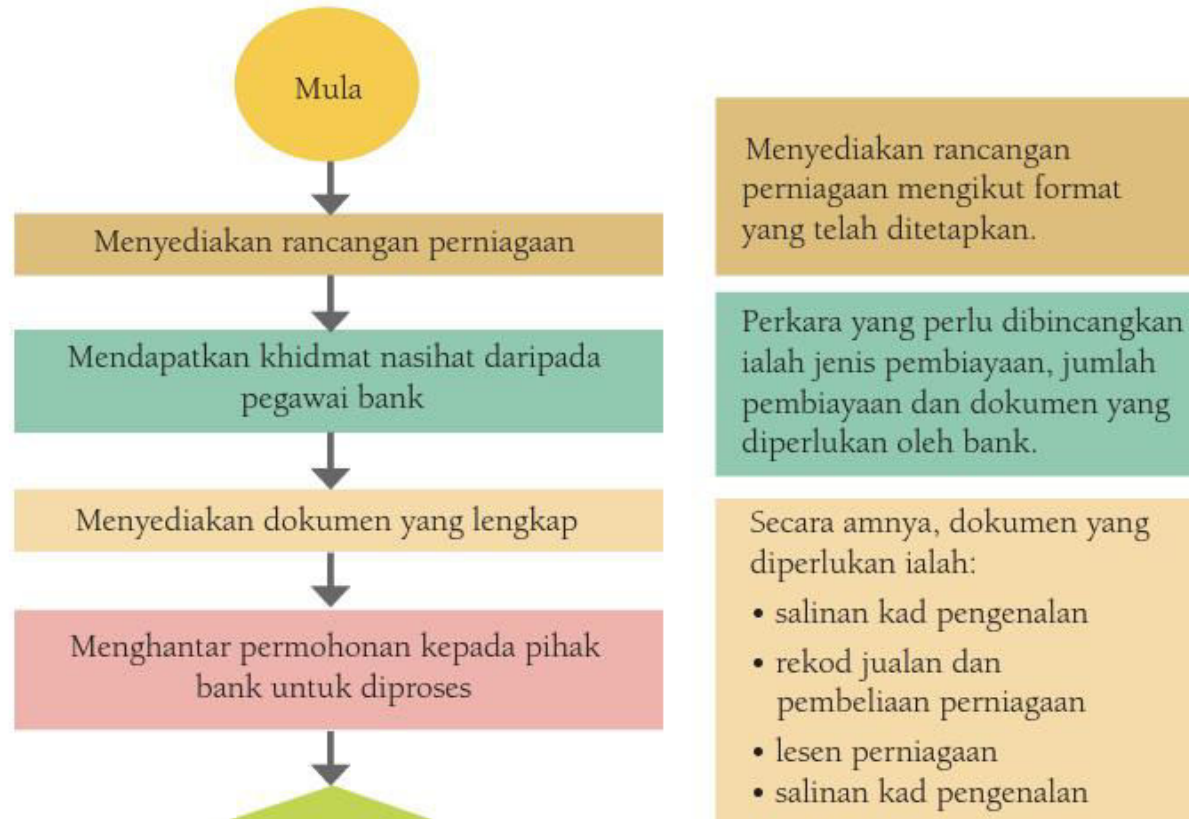 Mula
Menyediakan rancangan perniagaan
Mendapatkan khidmat nasihat daripada
pegawai bank
Menyediakan dokumen yang lengkap
Menghantar permohonan kepada pihak
bank untuk diproses
Menyediakan rancangan
perniagaan mengikut format
yang telah ditetapkan.
Perkara yang perlu dibincangkan
ialah jenis pembiayaan, jumlah
pembiayaan dan dokumen yang
diperlukan oleh bank.
Secara amnya, dokumen yang
diperlukan ialah:
• salinan kad pengenalan
• rekod jualan dan
pembeliaan perniagaan
• lesen perniagaan
• salinan kad pengenalan